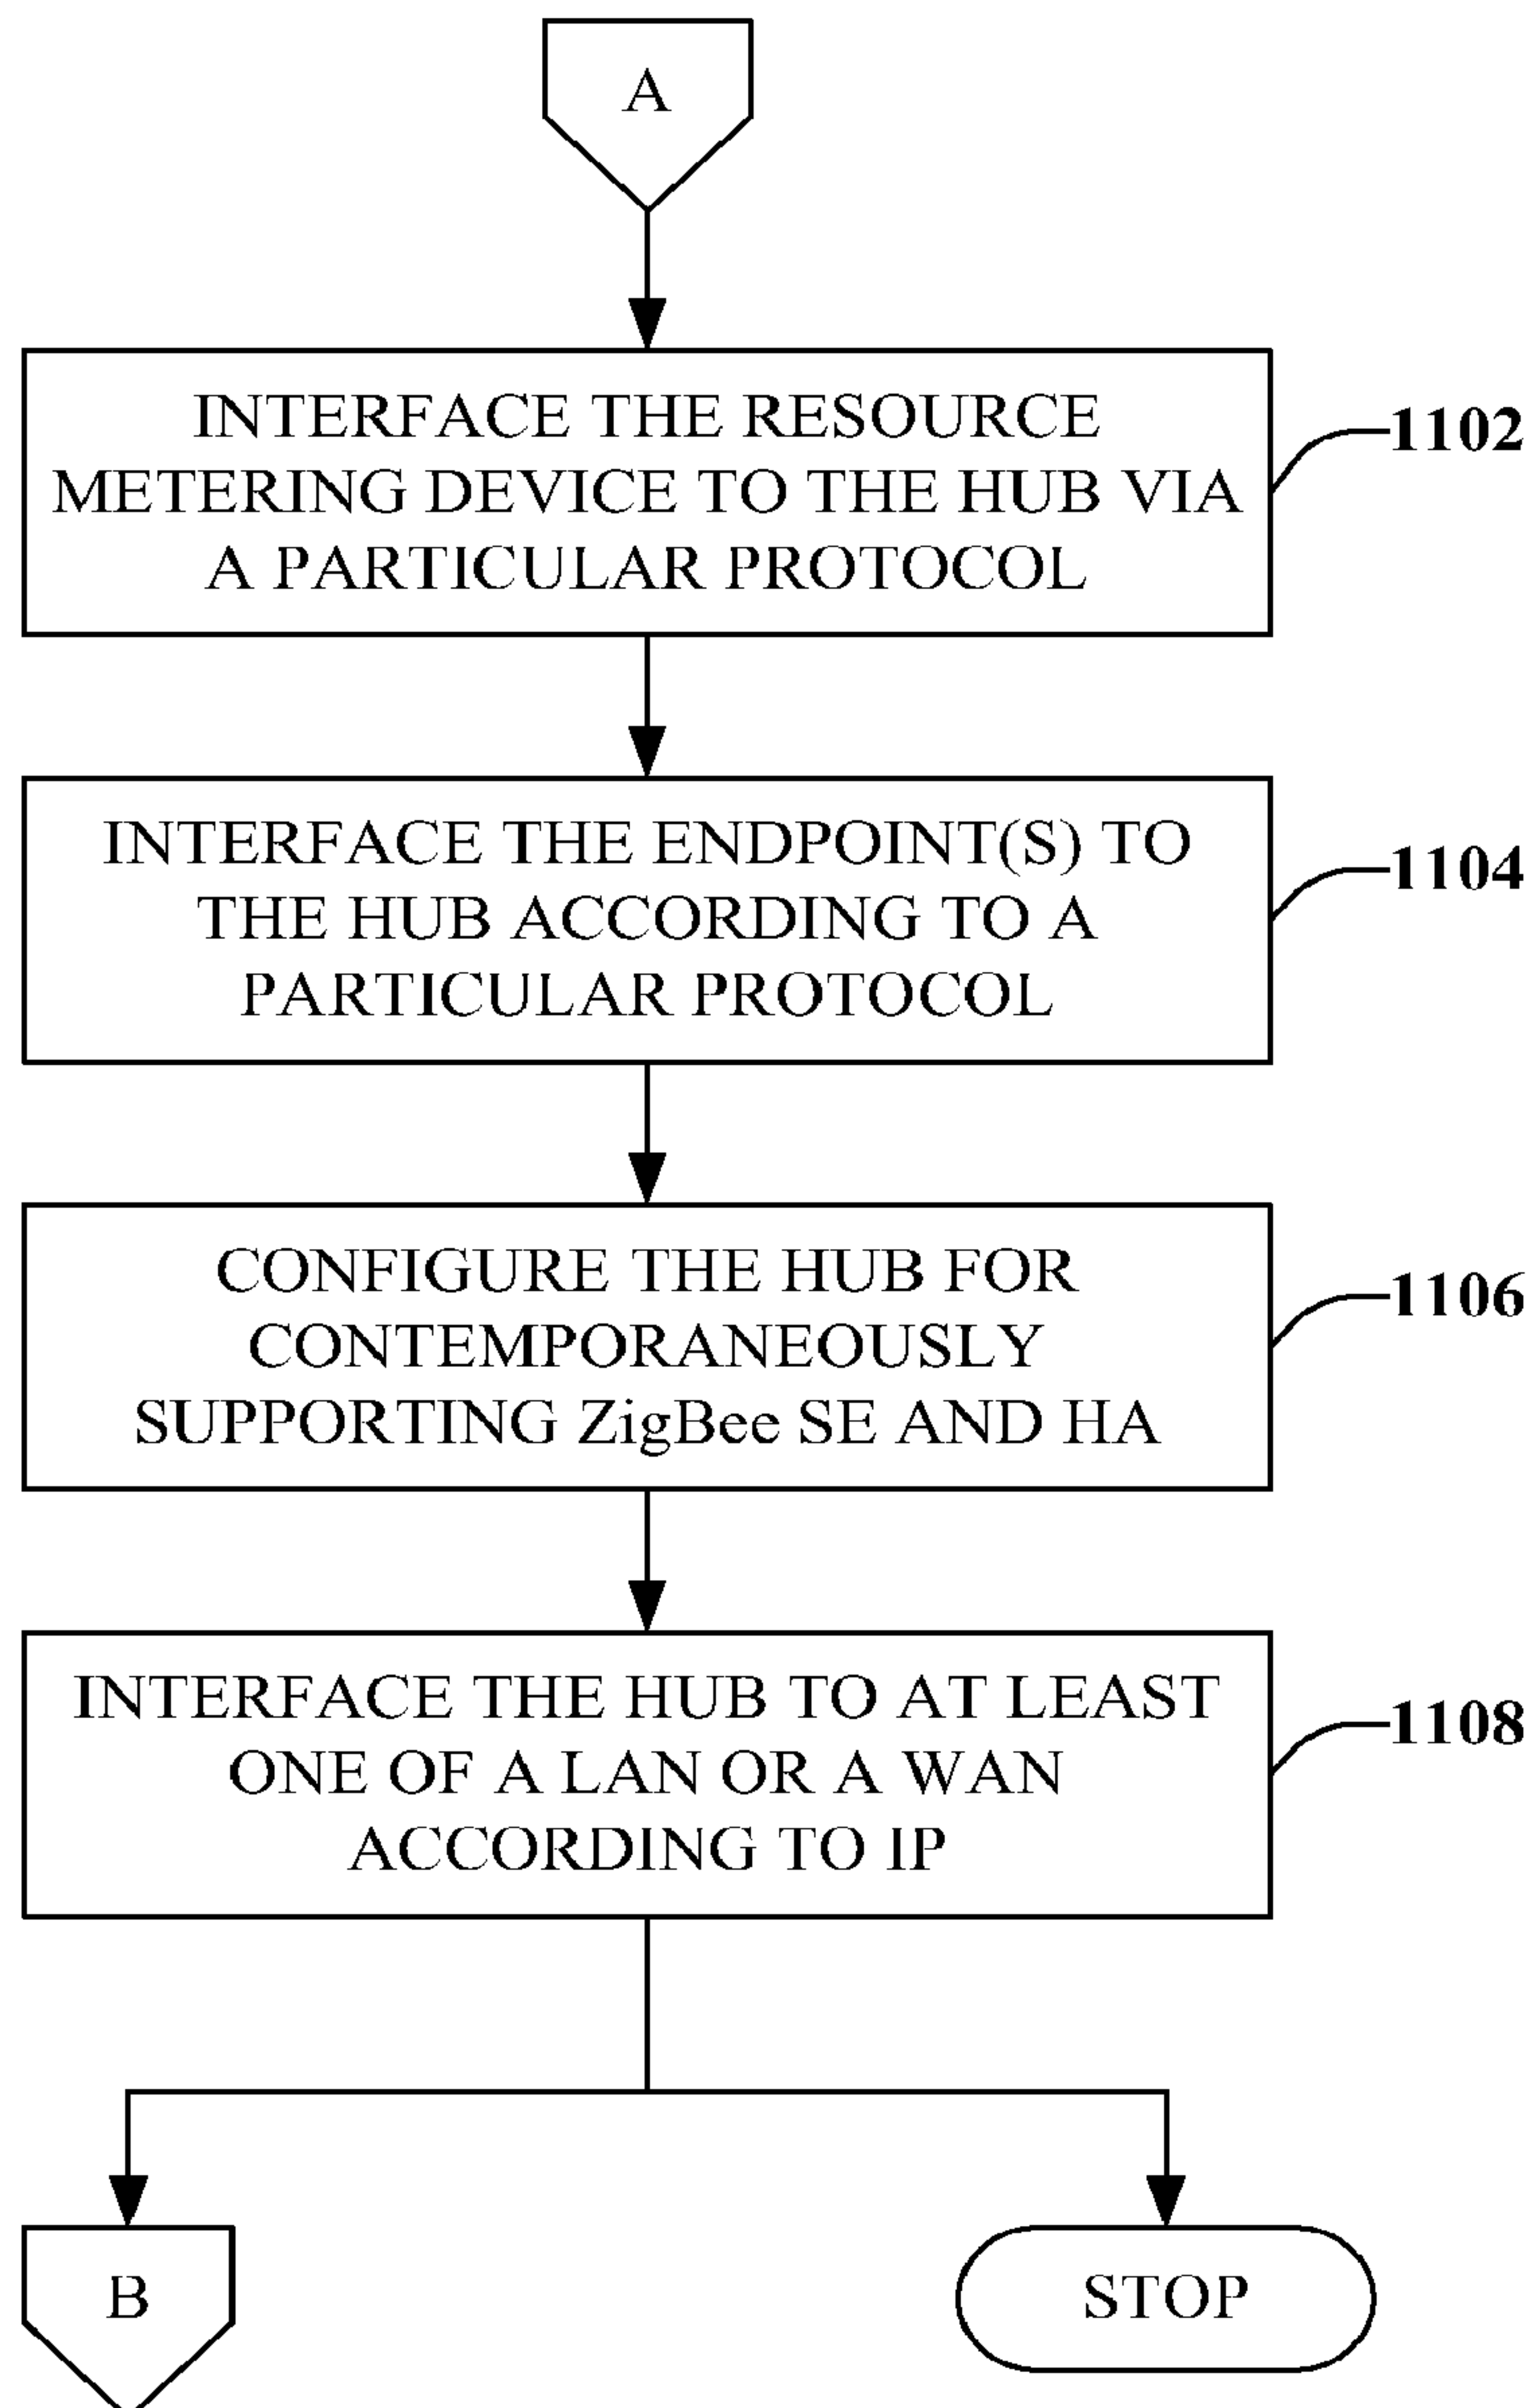 A
INTERFACE THE RESOURCE
METERING DEVICE TO THE HUB VIA
A PARTICULAR PROTOCOL
1102
INTERFACE THE ENDPOINT(S) TO
THE HUB ACCORDING TO A
PARTICULAR PROTOCOL
1104
CONFIGURE THE HUB FOR
CONTEMPORANEOUSLY
SUPPORTING ZigBee SE AND HA
1106
INTERFACE THE HUB TO AT LEAST
ONE OF A LAN OR A WAN
ACCORDING TO IP
1108
B
STOP